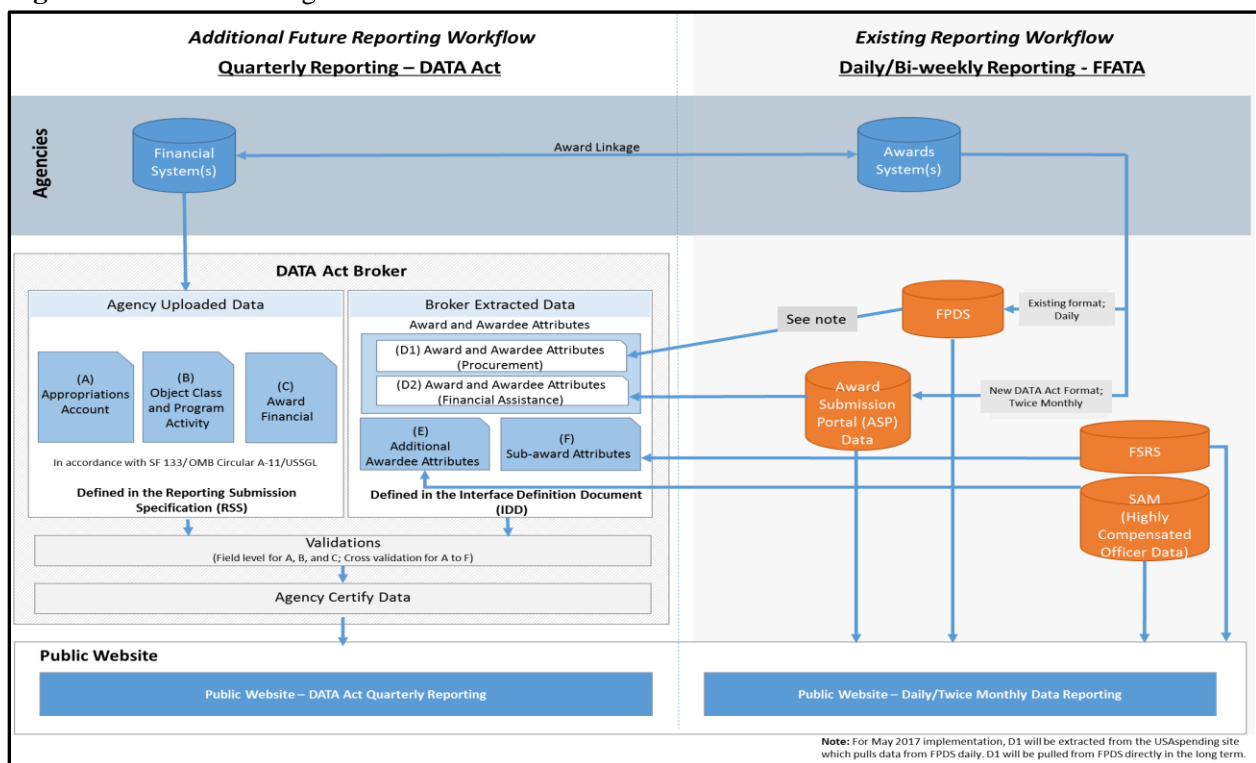 Additional Future Reporting Workflow
Quarterly Reporting – DATA Act
Existing Reporting Workflow
Daily/Bi-weekly Reporting - FFATA
Agencies
Financial
System(s)
Award Linkage
Awards
System(s)
DATA Act Broker
Agency Uploaded Data
(A)
Appropriations
Account
(B)
Object Class
and Program
Activity
(C)
Award
Financial
In accordance with SF 133/ OMB Circular A-11/USSGL
Defined in the Reporting Submission
Specification (RSS)
Broker Extracted Data
Award and Awardee Attributes
(D1) Award and Awardee Attributes
(Procurement)
(D2) Award and Awardee Attributes
(Financial Assistance)
(E)
Additional
Awardee Attributes
(F)
Sub-award Attributes
Defined in the Interface Definition Document
(IDD)
See note
FPDS
Existing format;
Daily
Award
Submission
Portal (ASP)
Data
New DATA Act Format;
Twice Monthly
FSRS
SAM
(Highly
Compensated
Officer Data)
Validations
(Field level for A, B, and C; Cross validation for A to F)
Agency Certify Data
Public Website
Public Website – DATA Act Quarterly Reporting
Public Website – Daily/Twice Monthly Data Reporting
Note: For May 2017 implementation, D1 will be extracted from the USAspending site
which pulls data from FPDS daily. D1 will be pulled from FPDS directly in the long term.